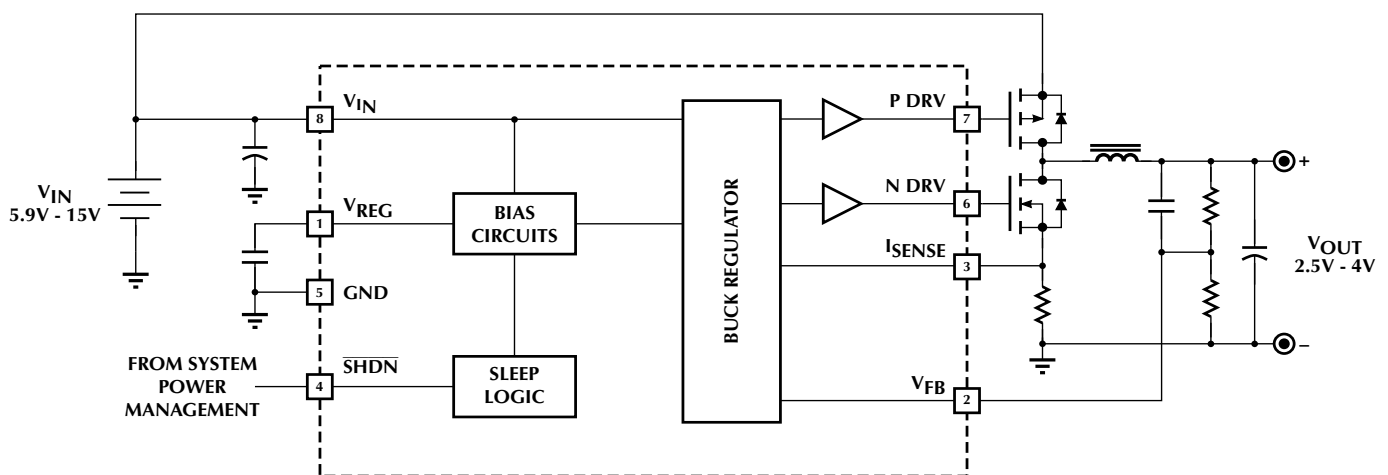 VIN
5.9V - 15V
8
VIN
1
VREG
5
GND
FROM SYSTEM
POWER
MANAGEMENT
4
SHDN
BIAS
CIRCUITS
SLEEP
LOGIC
BUCK REGULATOR
P DRV
7
N DRV
6
ISENSE
3
VFB
2
+
VOUT
2.5V - 4V
–